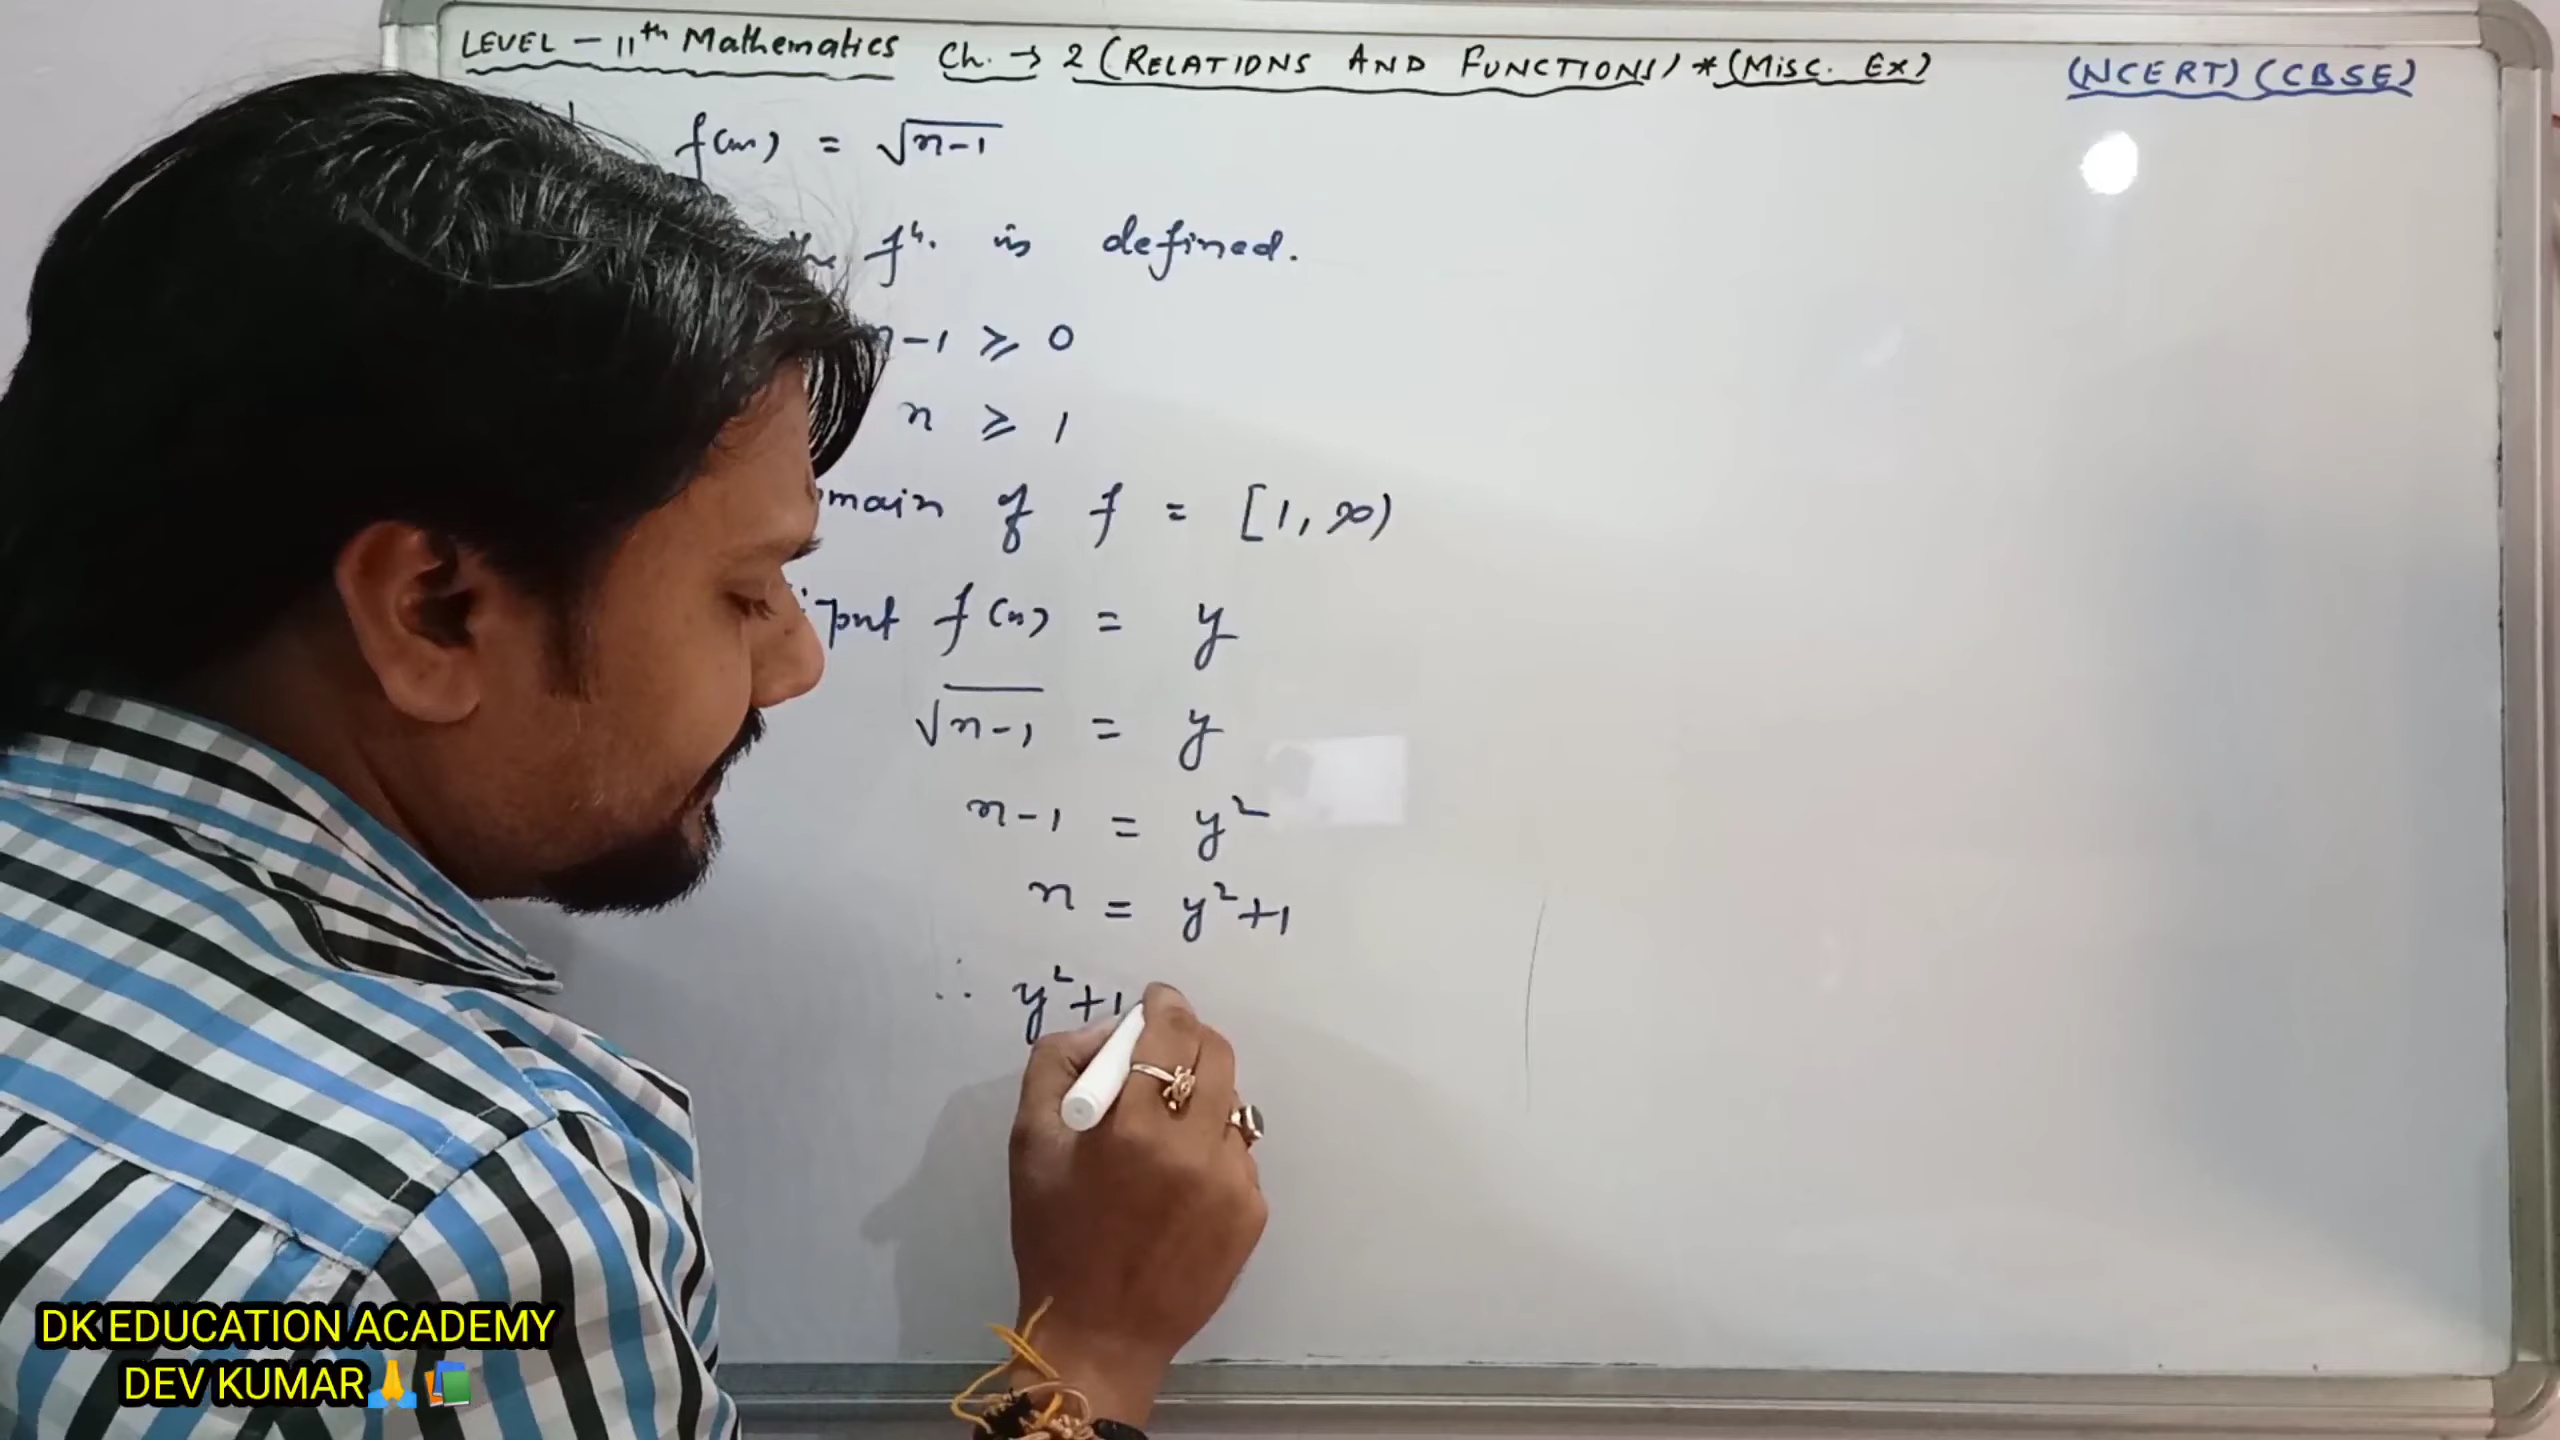 LEVEL - 11th Mathematics Ch. → 2 (RELATIONS AND FUNCTIONS) * (MISC. EX) (NCERT) (CBSE)
f(x) = √x-1
fn. is defined.
x-1 ≥ 0
x ≥ 1
main of f = [1, ∞)
put f(x) = y
√x-1 = y
x-1 = y²
x = y²+1
∴ y²+1
DK EDUCATION ACADEMY
DEV KUMAR🙏📚